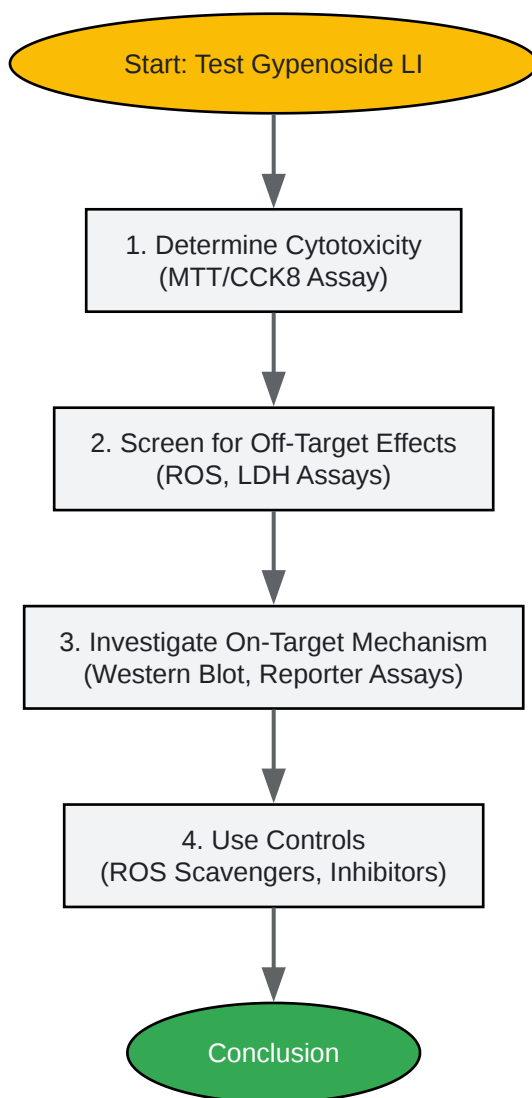 Start: Test Gypenoside LI
1. Determine Cytotoxicity
(MTT/CCK8 Assay)
2. Screen for Off-Target Effects
(ROS, LDH Assays)
3. Investigate On-Target Mechanism
(Western Blot, Reporter Assays)
4. Use Controls
(ROS Scavengers, Inhibitors)
Conclusion